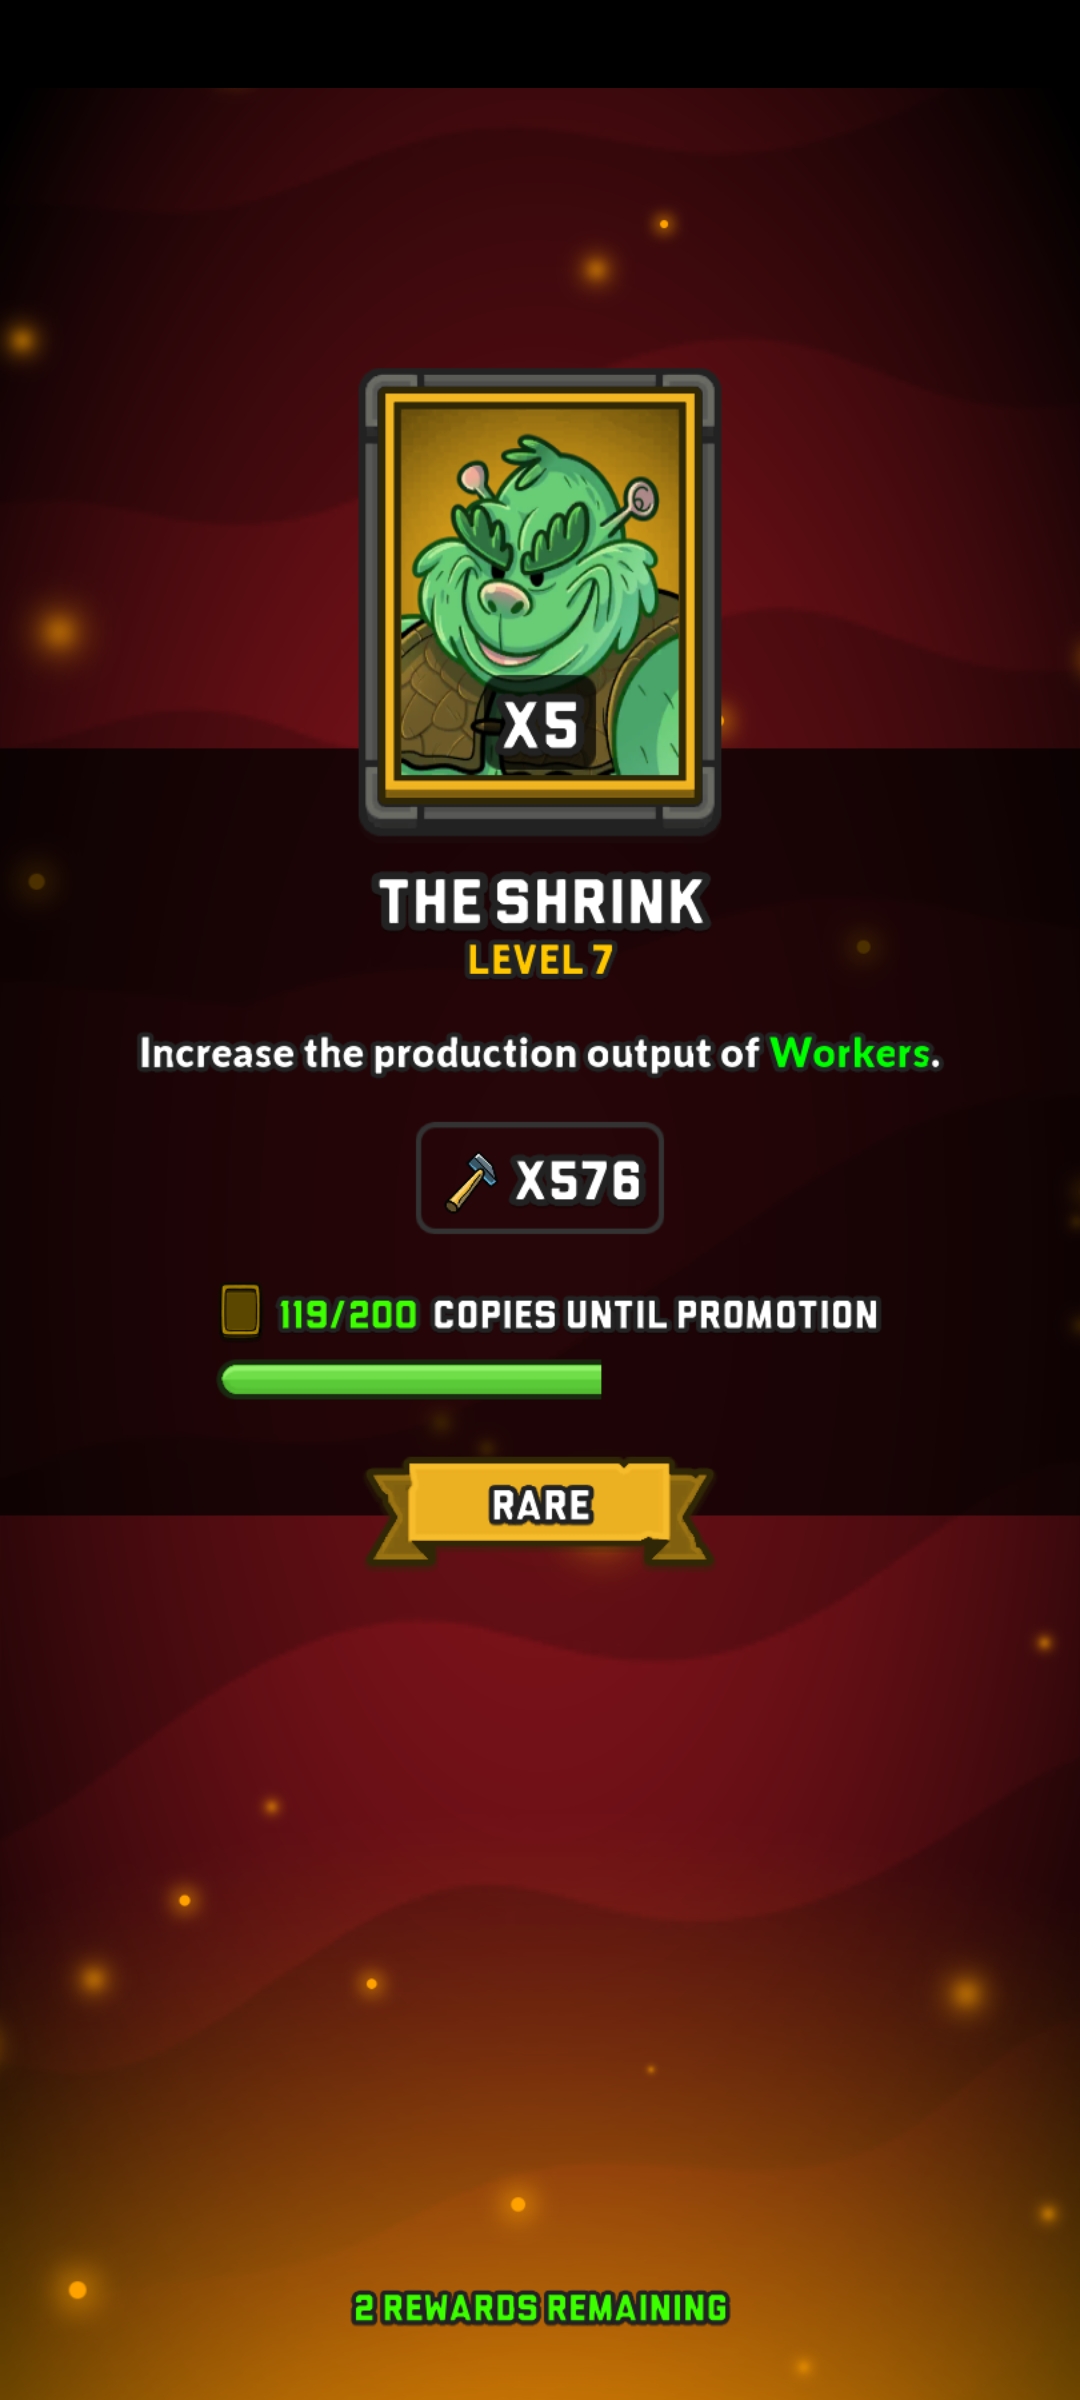 X5
THE SHRINK
LEVEL 7
Increase the production output of Workers.
X576
119/200 COPIES UNTIL PROMOTION
RARE
2 REWARDS REMAINING